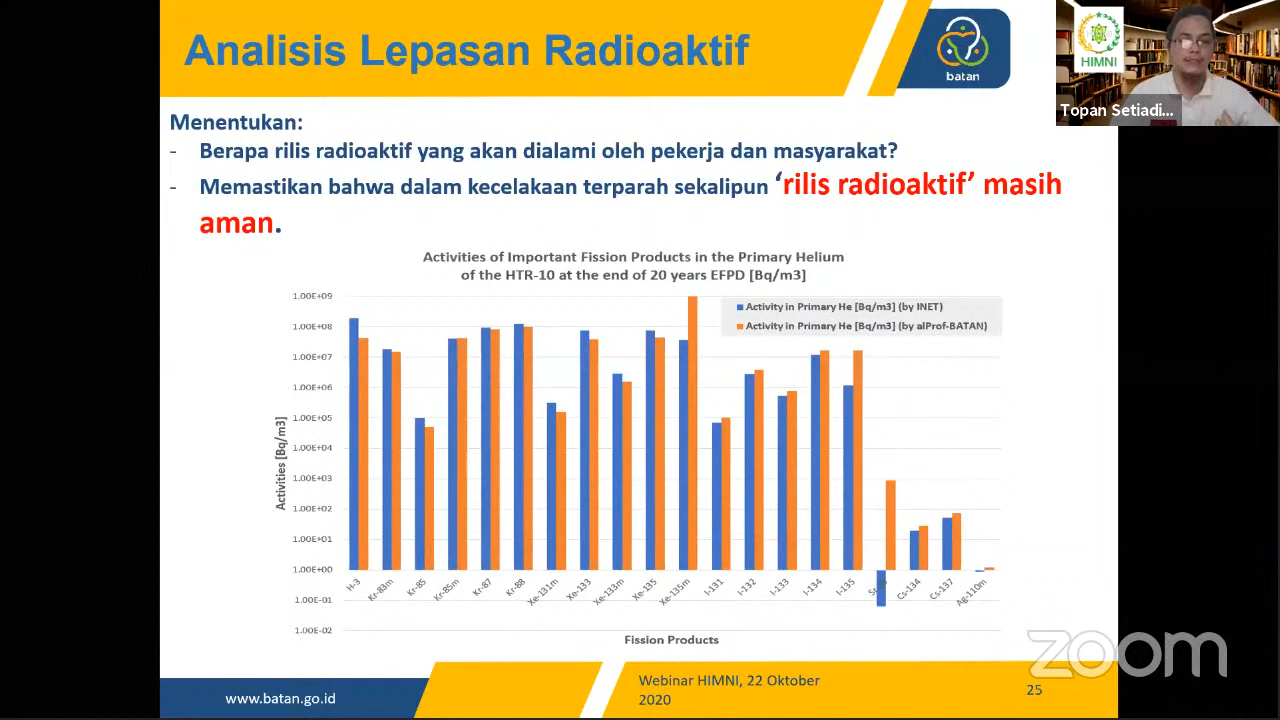 Analisis Lepasan Radioaktif
batan
HIMNI
Topan Setiadi...
Menentukan:
- Berapa rilis radioaktif yang akan dialami oleh pekerja dan masyarakat?
- Memastikan bahwa dalam kecelakaan terparah sekalipun ‘rilis radioaktif’ masih
aman.
Activities of Important Fission Products in the Primary Helium
of the HTR-10 at the end of 20 years EFPD [Bq/m3]
Activity in Primary He [Bq/m3] (by INET)
Activity in Primary He [Bq/m3] (by alProf-BATAN)
Activities [Bq/m3]
1.00E+09
1.00E+08
1.00E+07
1.00E+06
1.00E+05
1.00E+04
1.00E+03
1.00E+02
1.00E+01
1.00E+00
1.00E-01
1.00E-02
H-3
Kr-83m
Kr-85
Kr-85m
Kr-87
Kr-88
Xe-131m
Xe-133
Xe-133m
Xe-135
Xe-135m
I-131
I-132
I-133
I-134
I-135
Cs-134
Cs-137
Ag-110m
Fission Products
zoom
www.batan.go.id
Webinar HIMNI, 22 Oktober
2020
25